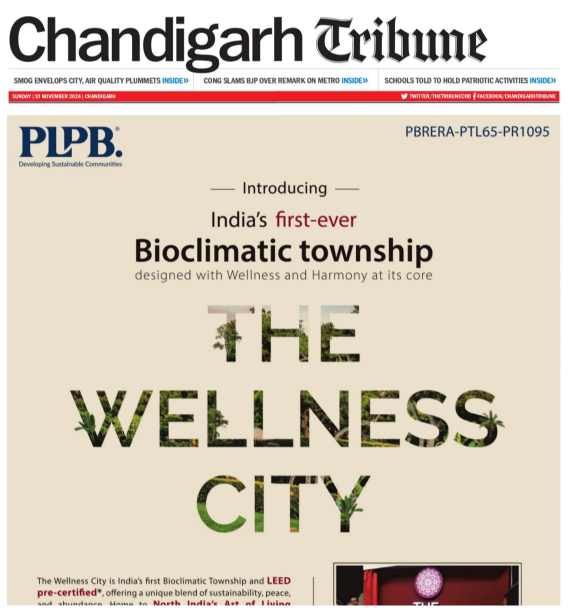 Chandigarh Tribune
SMOG ENVELOPS CITY, AIR QUALITY PLUMMETS INSIDE»
CONG SLAMS BJP OVER REMARK ON METRO INSIDE»
SCHOOLS TOLD TO HOLD PATRIOTIC ACTIVITIES INSIDE»
SUNDAY | 10 NOVEMBER 2024 | CHANDIGARH
TWITTER/THETRIBUNECHD FACEBOOK/CHANDIGARHTRIBUNE
PLPB.®
Developing Sustainable Communities
PBRERA-PTL65-PR1095
Introducing
India's first-ever
Bioclimatic township
designed with Wellness and Harmony at its core
THE
WELLNESS
CITY
The Wellness City is India's first Bioclimatic Township and LEED
pre-certified*, offering a unique blend of sustainability, peace,
and abundance. Home to North India's Art of Living
THE